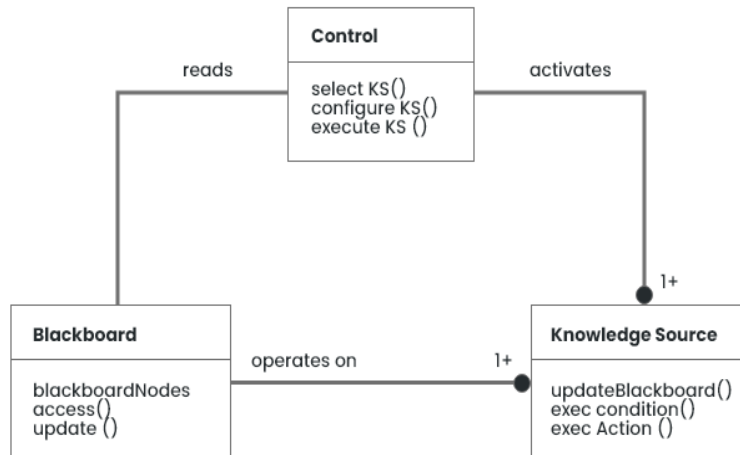 Control
reads
activates
select KS()
configure KS()
execute KS ()
1+
Blackboard
Knowledge Source
operates on
1+
blackboardNodes
access()
update ()
updateBlackboard()
exec condition()
exec Action ()